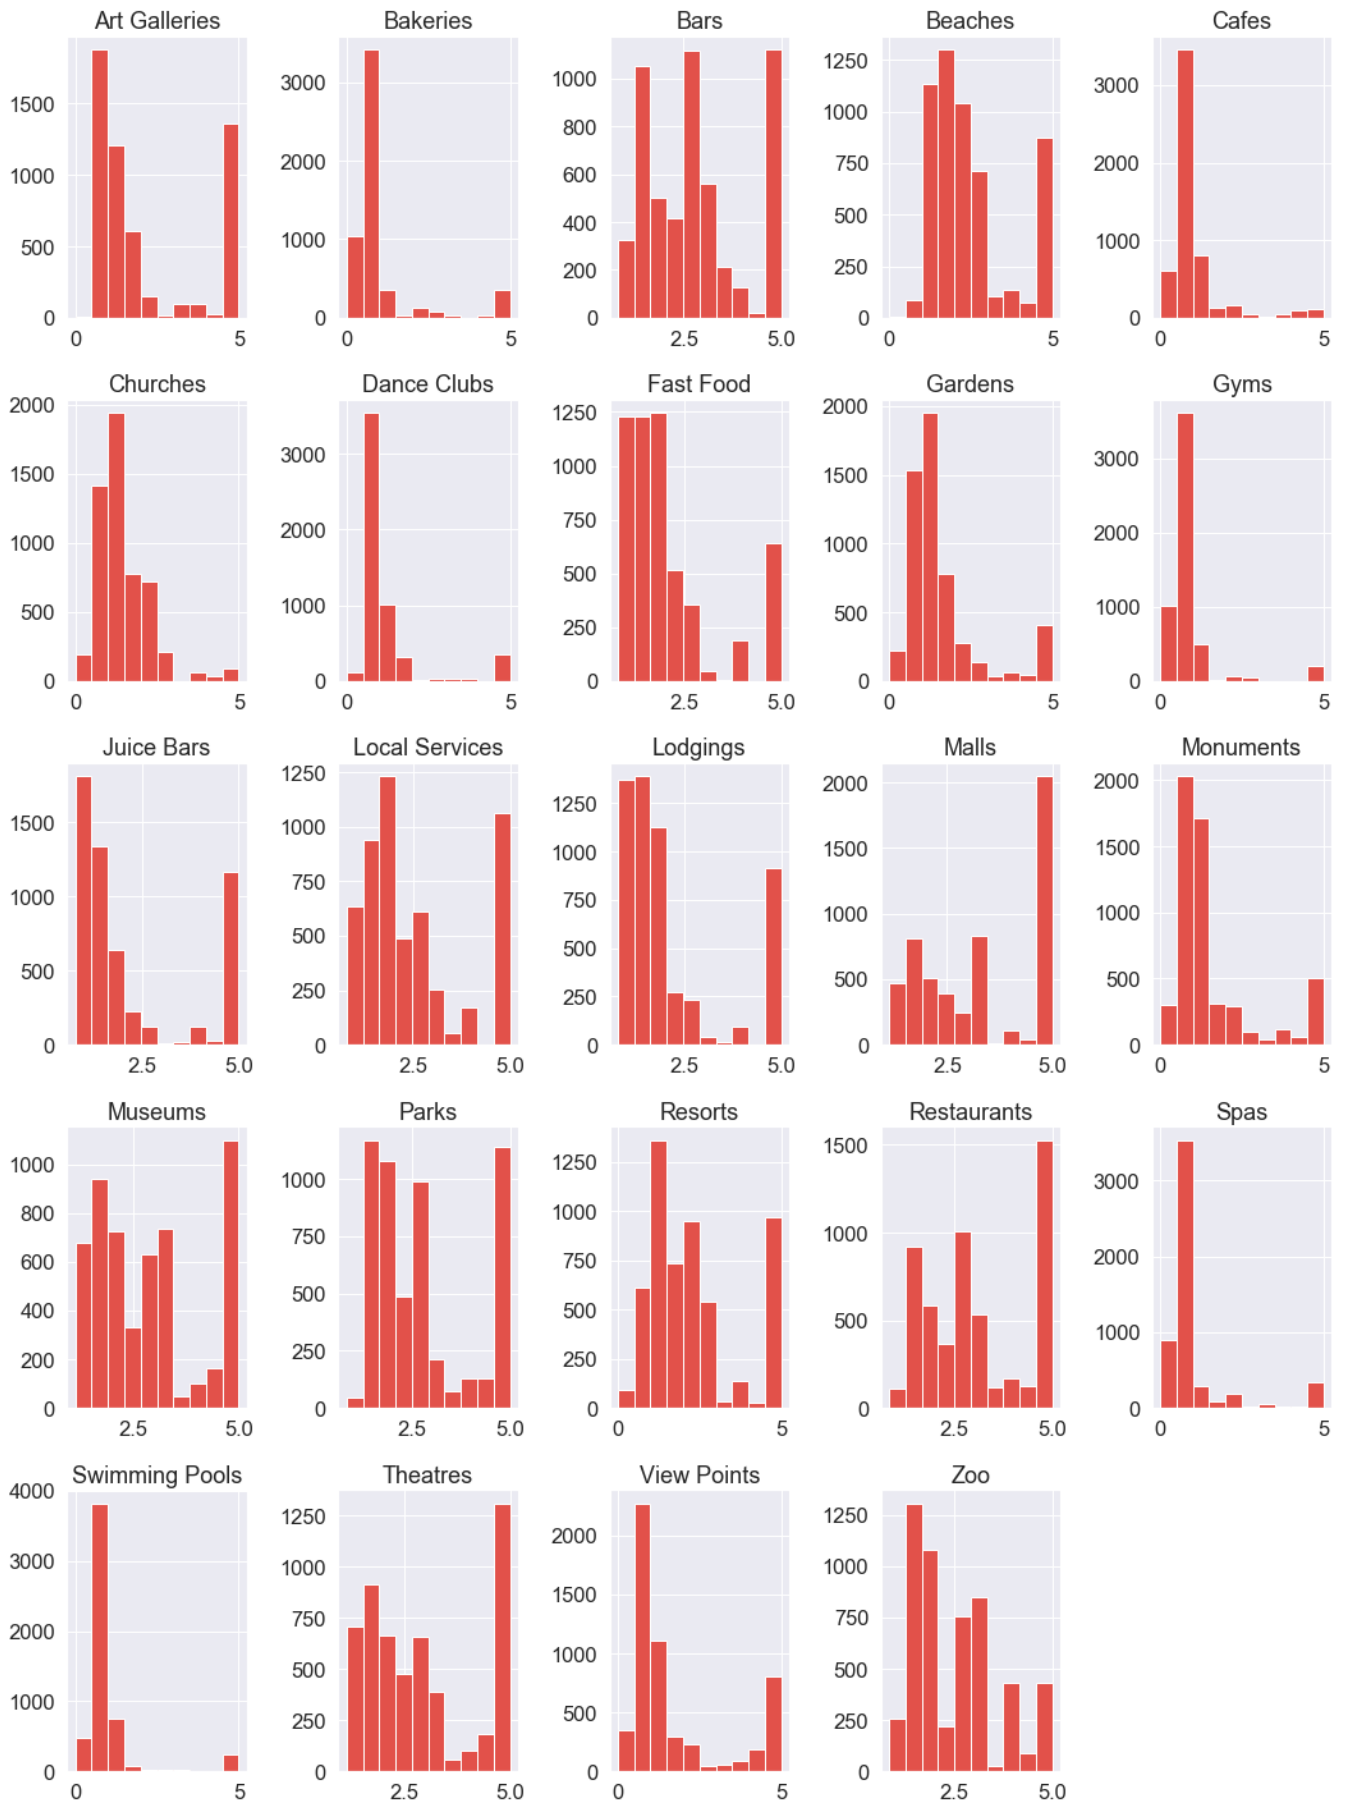 Art Galleries Bakeries Bars Beaches Cafes
1500 3000 1000 1250 3000
1000 2000 800 1000 2000
500 1000 600 750 1000
0 0 400 500 0
200 250
0 0
0 5 0 5 2.5 5.0 0 5 0 5
Churches Dance Clubs Fast Food Gardens Gyms
2000 3000 1250 2000 3000
1500 2000 1000 1500 2000
1000 1000 750 1000 1000
500 0 500 500 0
0 250 0
0
0 5 0 5 2.5 5.0 0 5 0 5
Juice Bars Local Services Lodgings Malls Monuments
1500 1250 1250 2000 2000
1000 1000 1000 1500 1500
500 750 750 1000 1000
0 500 500 500 500
250 250 0 0
0 0
2.5 5.0 2.5 5.0 2.5 5.0 2.5 5.0 0 5
Museums Parks Resorts Restaurants Spas
1000 1000 1250 1500 3000
800 750 1000 1000 2000
600 500 750 500 1000
400 250 500 0 0
200 0 250
0 0
2.5 5.0 2.5 5.0 0 5 2.5 5.0 0 5
Swimming Pools Theatres View Points Zoo
4000 1250 2000 1250
3000 1000 1500 1000
2000 750 1000 750
1000 500 500 500
0 250 0 250
0 0
0 5 2.5 5.0 0 5 2.5 5.0